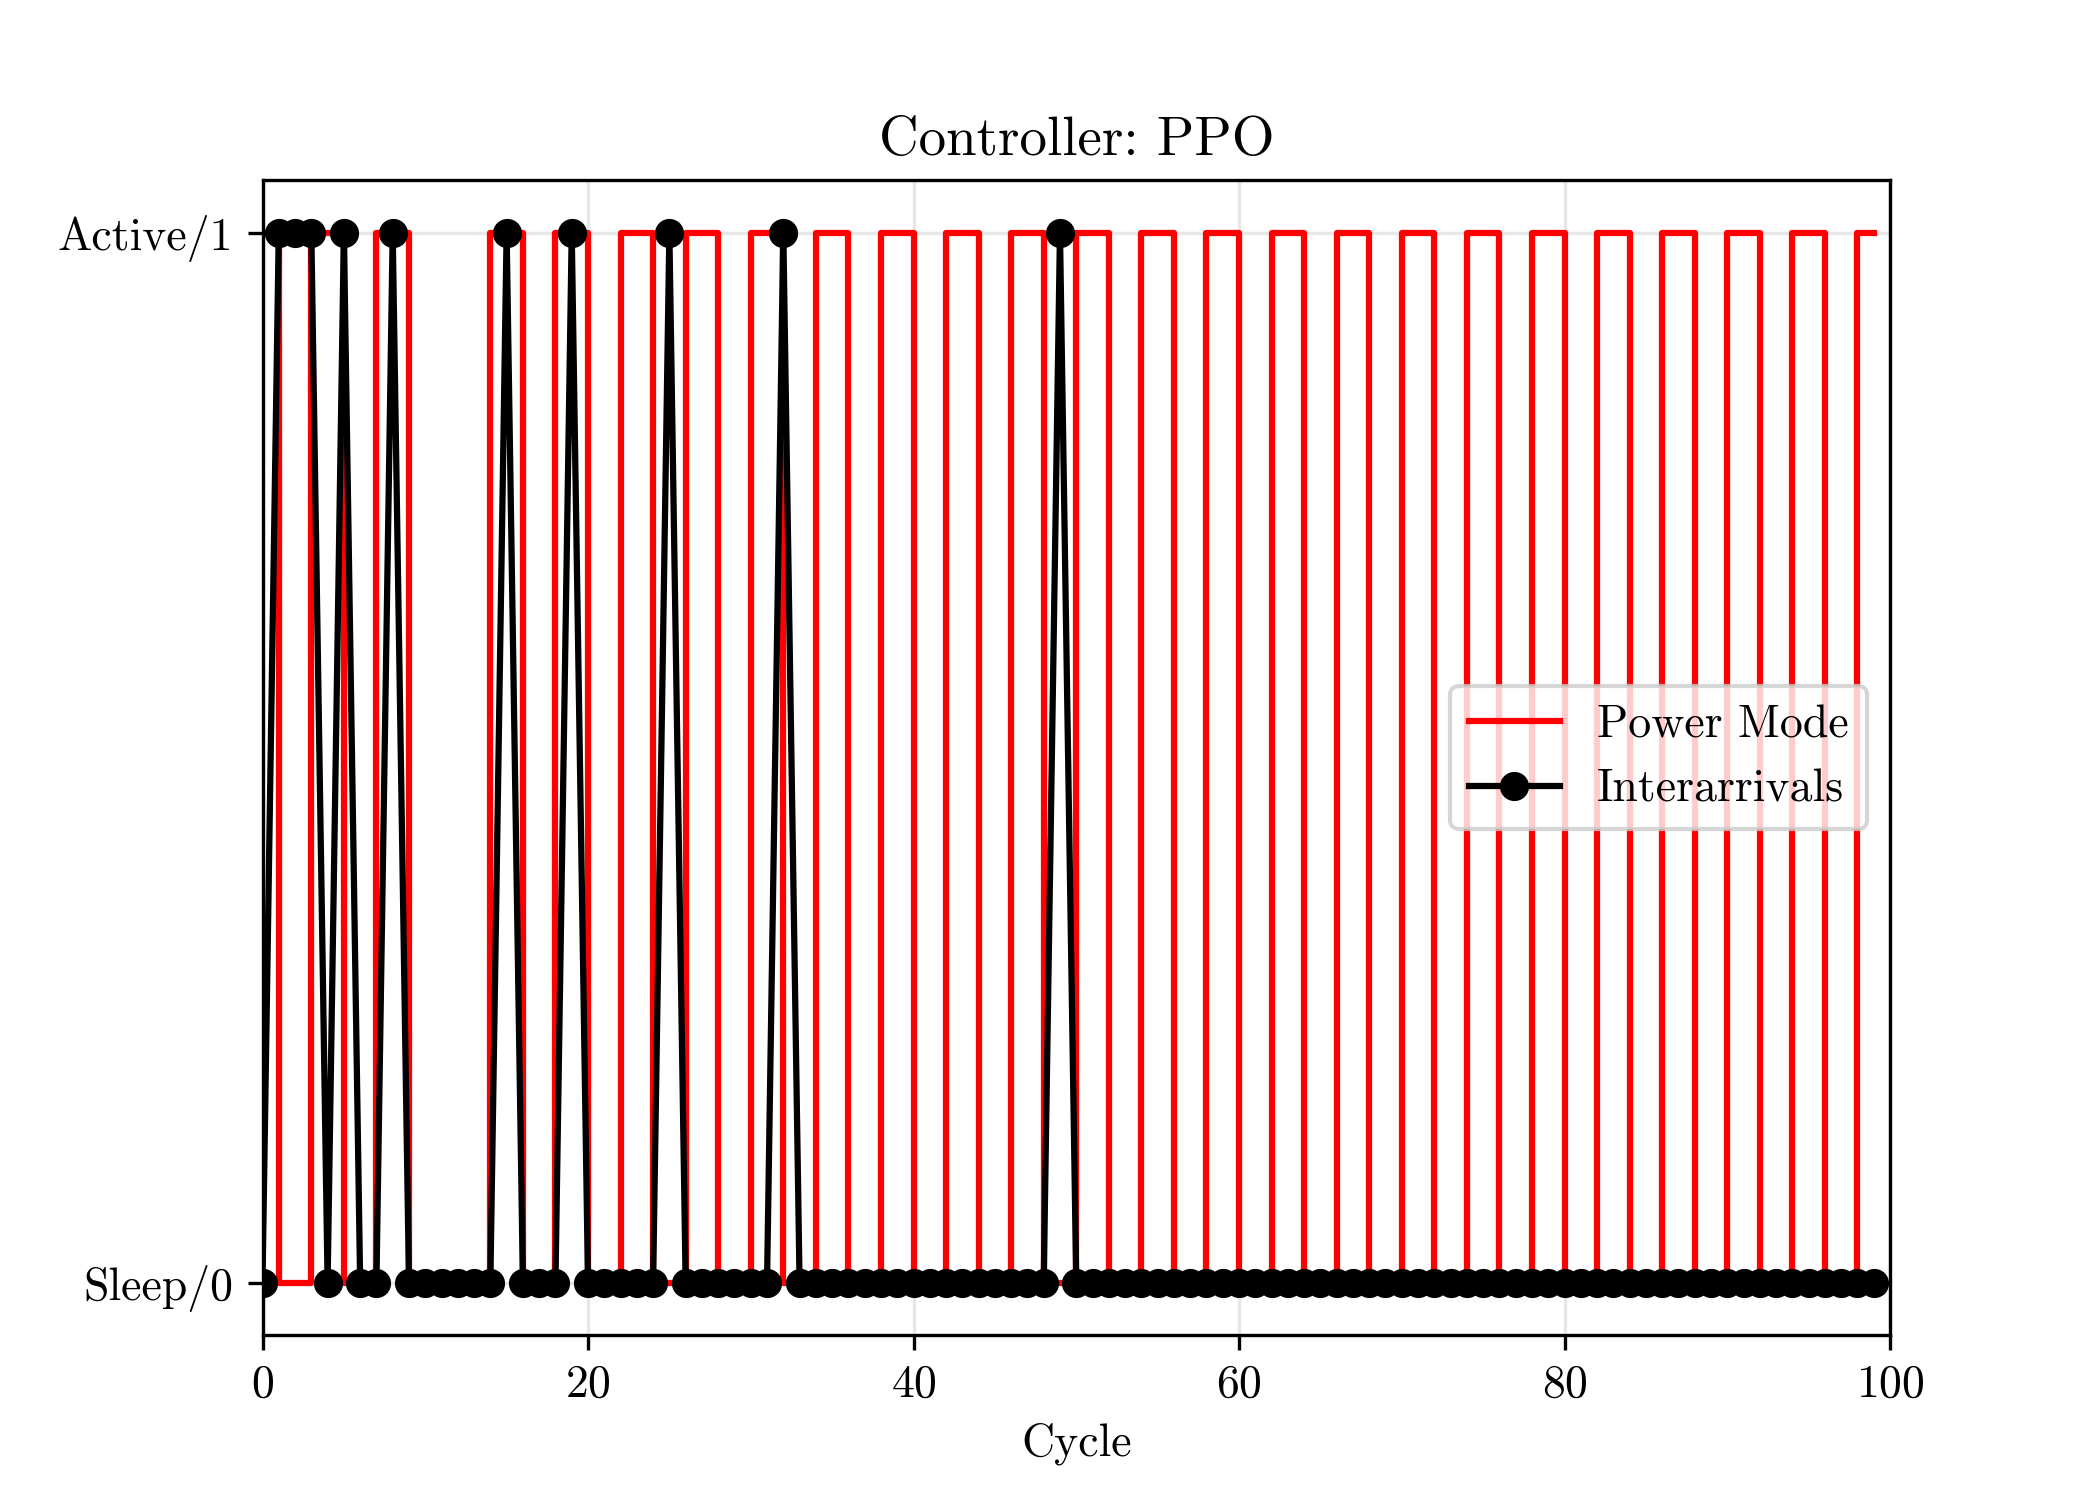 Controller: PPO
Active/1
Power Mode
Interarrivals
Sleep/0
0 20 40 60 80 100
Cycle